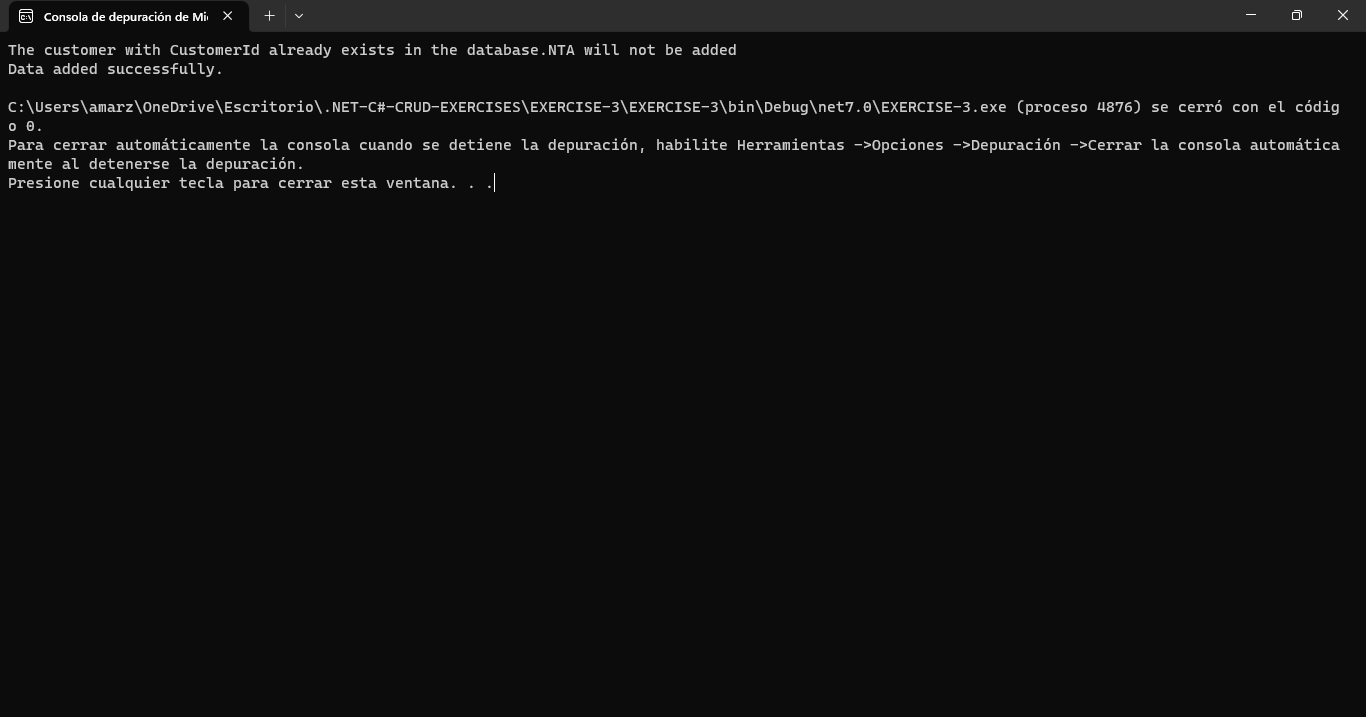 Consola de depuración de Mi
The customer with CustomerId already exists in the database.NTA will not be added
Data added successfully.
C:\Users\amarz\OneDrive\Escritorio\.NET-C#-CRUD-EXERCISES\EXERCISE-3\EXERCISE-3\bin\Debug\net7.0\EXERCISE-3.exe (proceso 4876) se cerró con el códig
o 0.
Para cerrar automáticamente la consola cuando se detiene la depuración, habilite Herramientas ->Opciones ->Depuración ->Cerrar la consola automática
mente al detenerse la depuración.
Presione cualquier tecla para cerrar esta ventana. . .